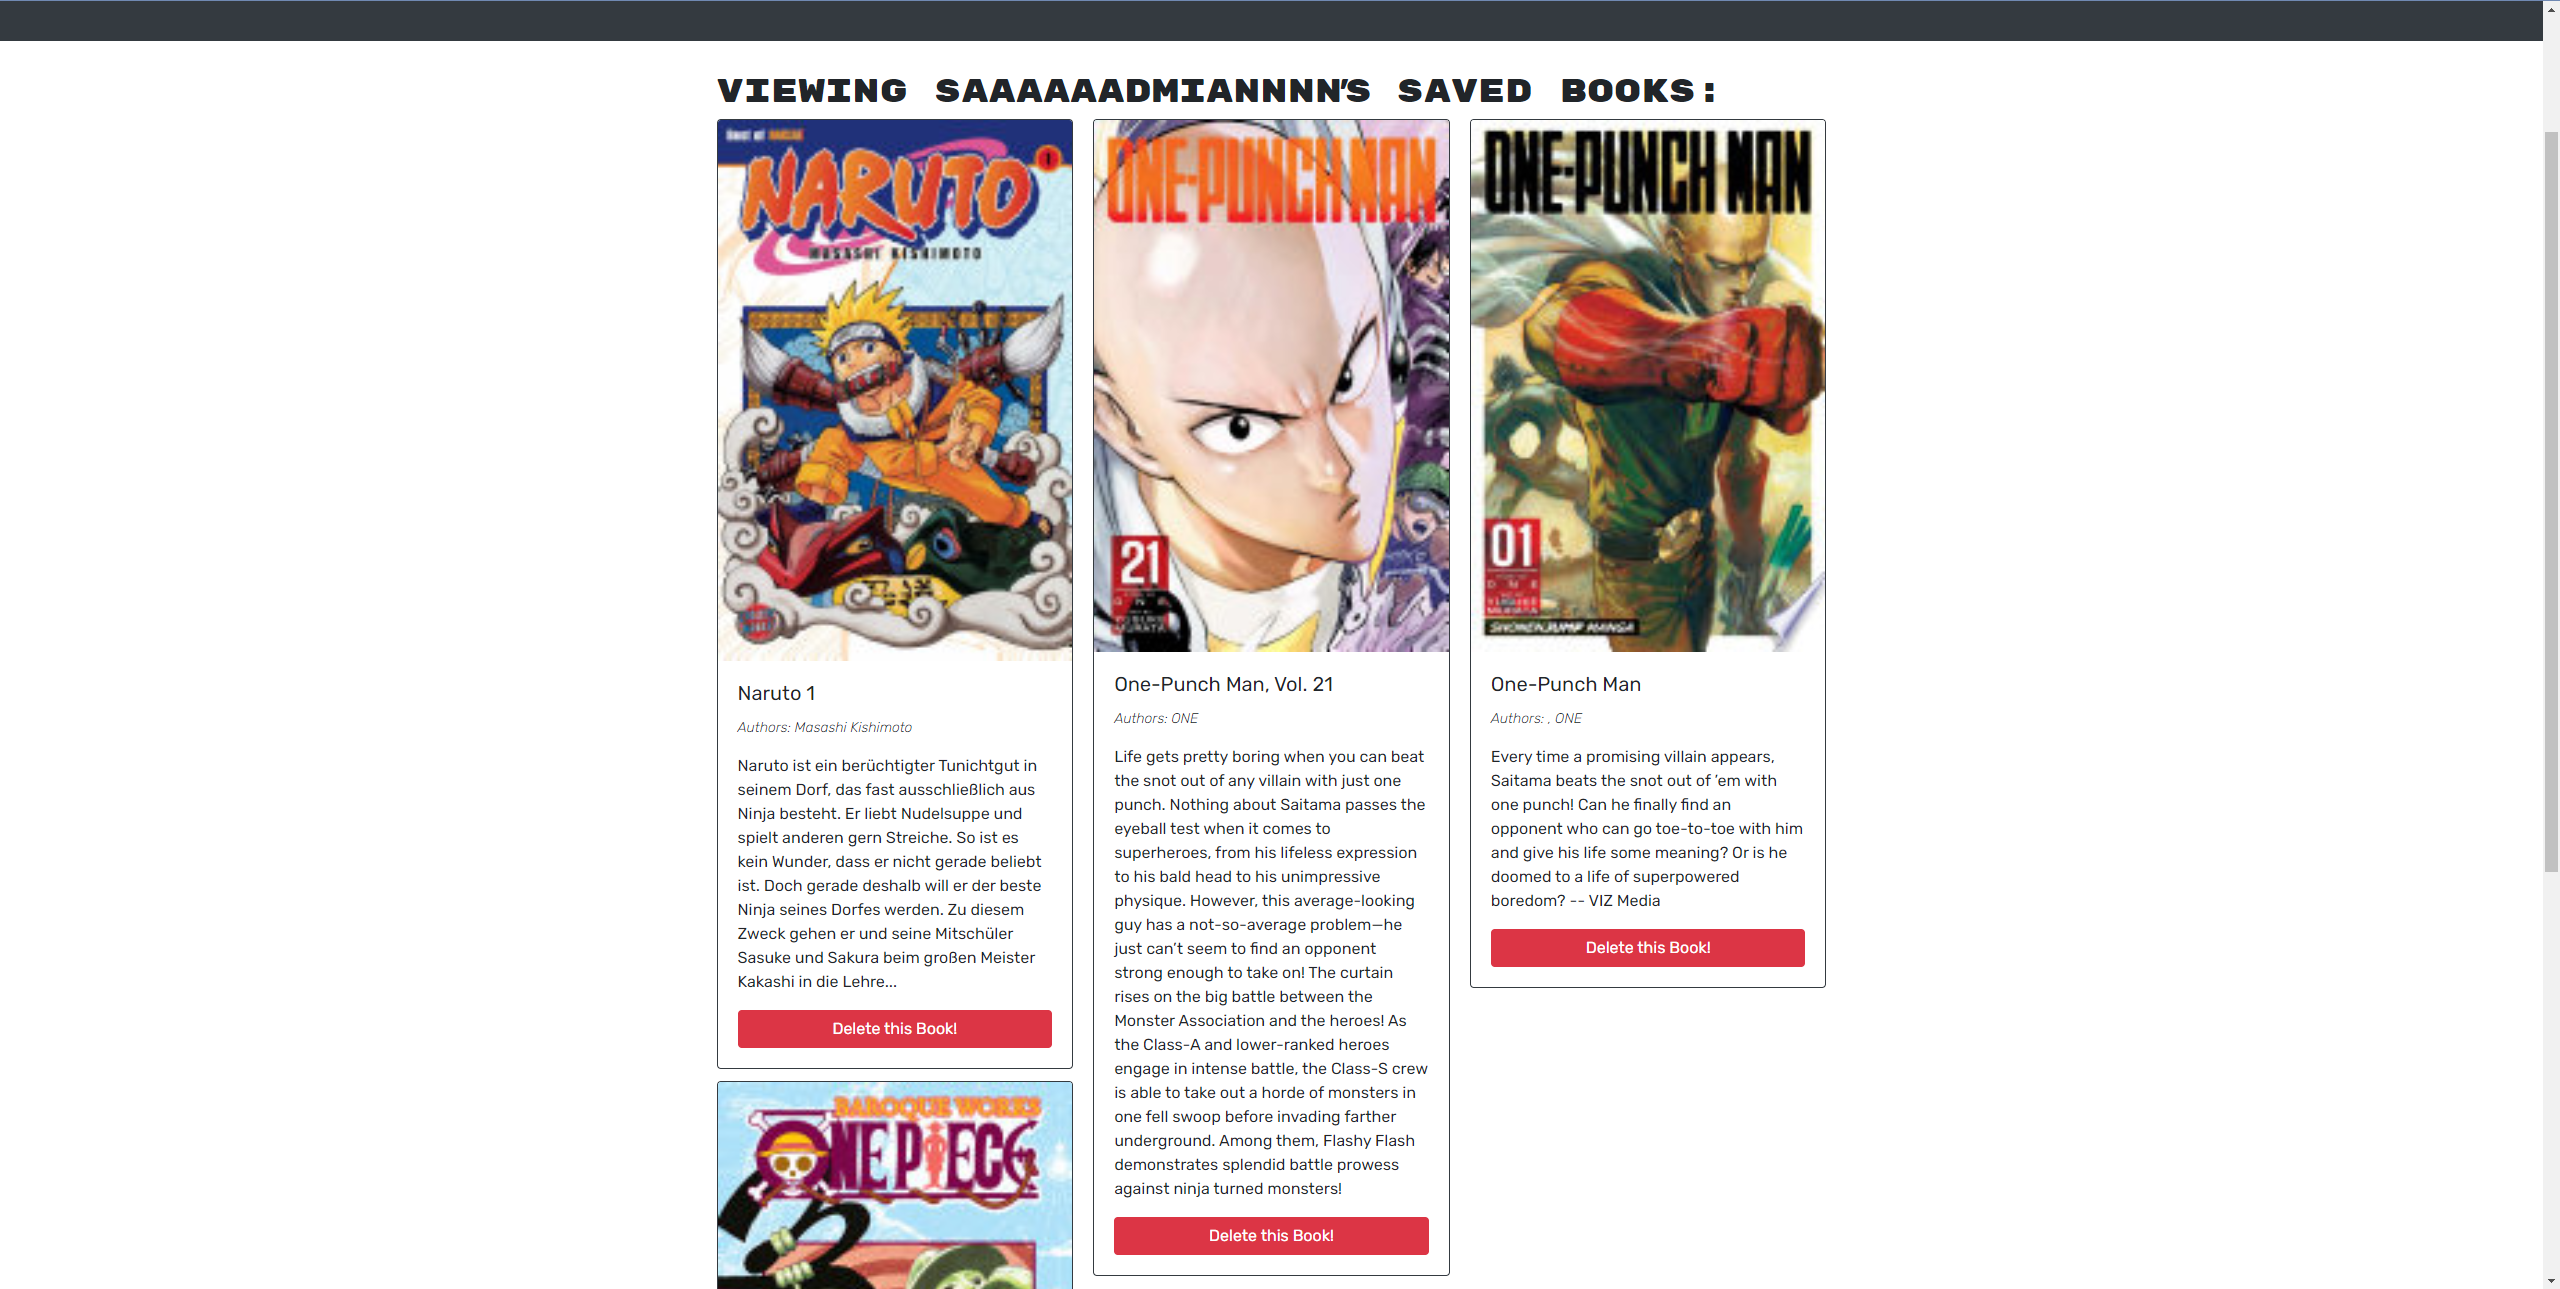 VIEWING SAAAAAADMIANNNN'S SAVED BOOKS:
Best of NARUTO
NARUTO
1
MASASHI KISHIMOTO
Naruto 1
Authors: Masashi Kishimoto
Naruto ist ein berüchtigter Tunichtgut in
seinem Dorf, das fast ausschließlich aus
Ninja besteht. Er liebt Nudelsuppe und
spielt anderen gern Streiche. So ist es
kein Wunder, dass er nicht gerade beliebt
ist. Doch gerade deshalb will er der beste
Ninja seines Dorfes werden. Zu diesem
Zweck gehen er und seine Mitschüler
Sasuke und Sakura beim großen Meister
Kakashi in die Lehre...
Delete this Book!
BAROQUE WORKS
ONE PIECE
ONE-PUNCH MAN
21
ONE
YUSUKE
MURATA
One-Punch Man, Vol. 21
Authors: ONE
Life gets pretty boring when you can beat
the snot out of any villain with just one
punch. Nothing about Saitama passes the
eyeball test when it comes to
superheroes, from his lifeless expression
to his bald head to his unimpressive
physique. However, this average-looking
guy has a not-so-average problem—he
just can’t seem to find an opponent
strong enough to take on! The curtain
rises on the big battle between the
Monster Association and the heroes! As
the Class-A and lower-ranked heroes
engage in intense battle, the Class-S crew
is able to take out a horde of monsters in
one fell swoop before invading farther
underground. Among them, Flashy Flash
demonstrates splendid battle prowess
against ninja turned monsters!
Delete this Book!
ONE-PUNCH MAN
01
ONE
YUSUKE
MURATA
SHONEN JUMP MANGA
One-Punch Man
Authors: , ONE
Every time a promising villain appears,
Saitama beats the snot out of ’em with
one punch! Can he finally find an
opponent who can go toe-to-toe with him
and give his life some meaning? Or is he
doomed to a life of superpowered
boredom? -- VIZ Media
Delete this Book!